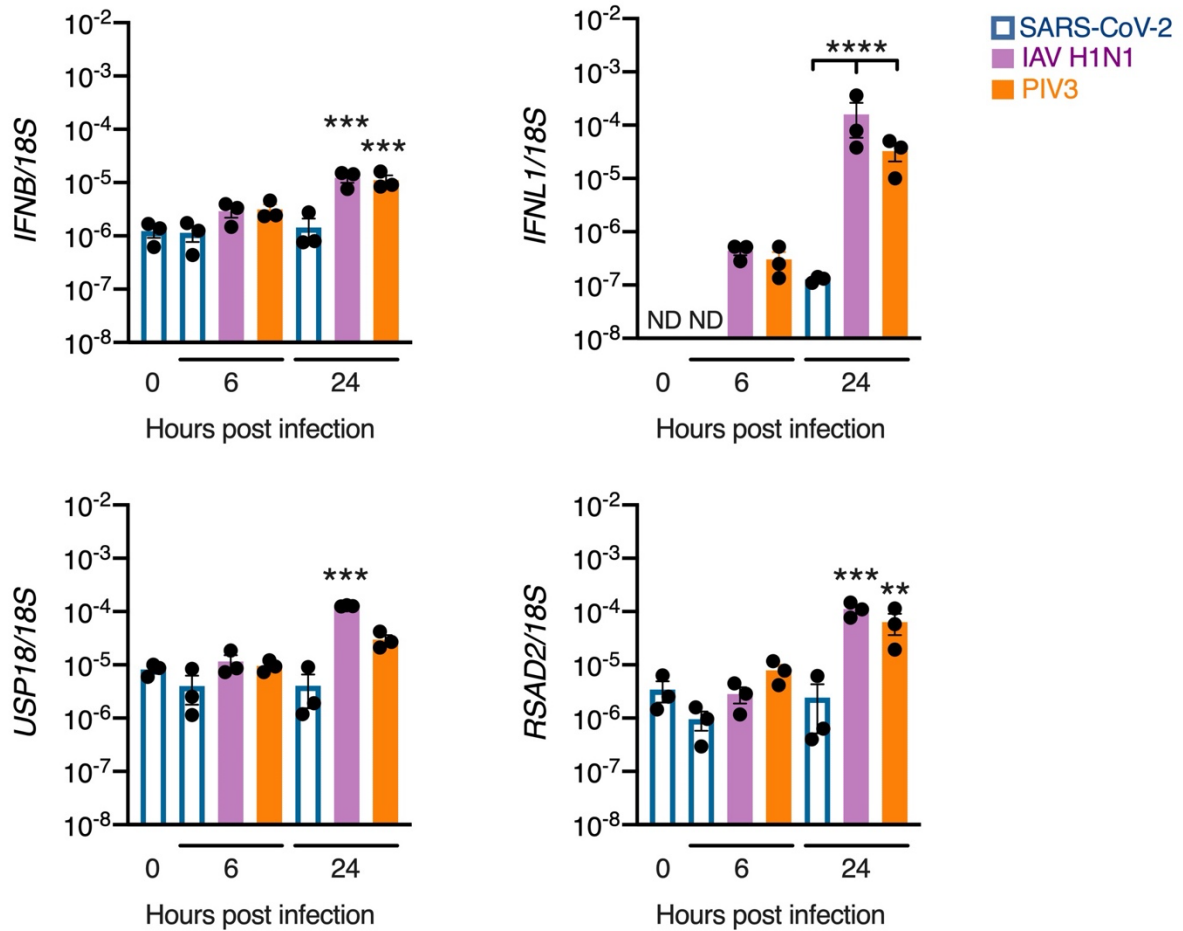 IFNB/18S
10-2
10-3
10-4
10-5
10-6
10-7
10-8
***
***
0 6 24
Hours post infection
IFNL1/18S
10-2
10-3
10-4
10-5
10-6
10-7
10-8
****
ND ND
0 6 24
Hours post infection
SARS-CoV-2
IAV H1N1
PIV3
USP18/18S
10-2
10-3
10-4
10-5
10-6
10-7
10-8
***
0 6 24
Hours post infection
RSAD2/18S
10-2
10-3
10-4
10-5
10-6
10-7
10-8
***
**
0 6 24
Hours post infection